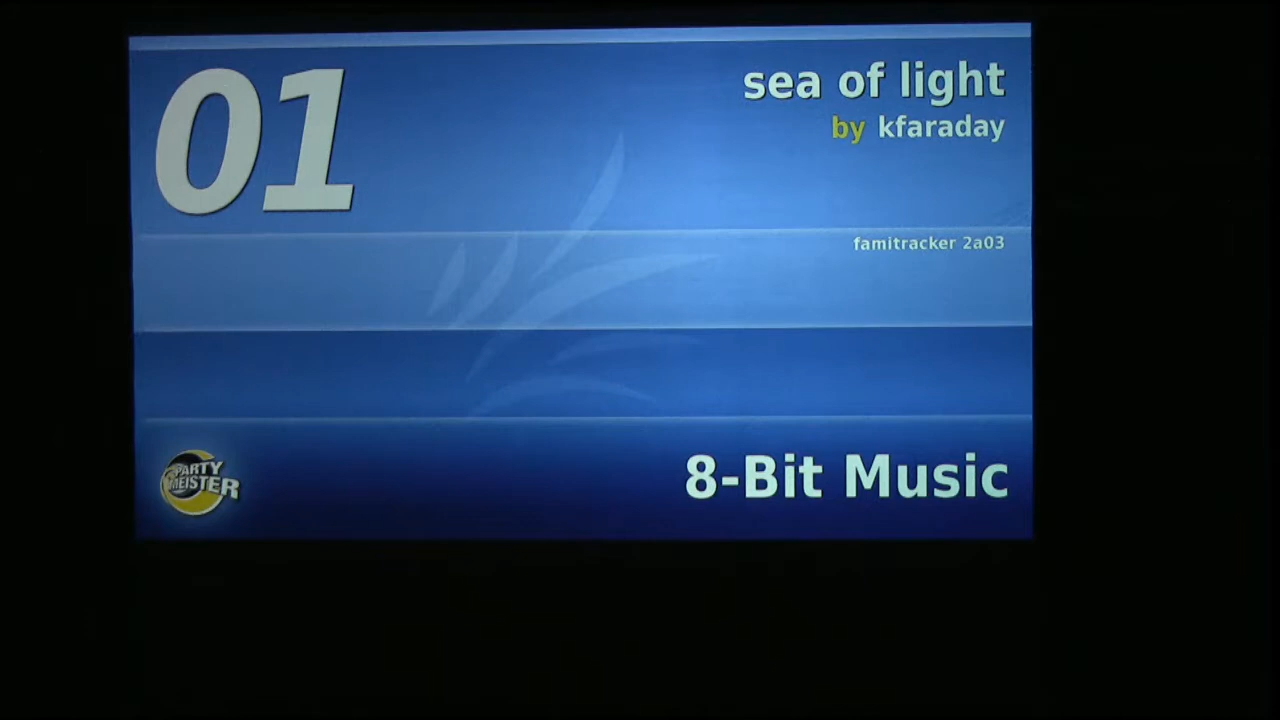 01
sea of light
by kfaraday
famitracker 2a03
PARTY
MEISTER
8-Bit Music